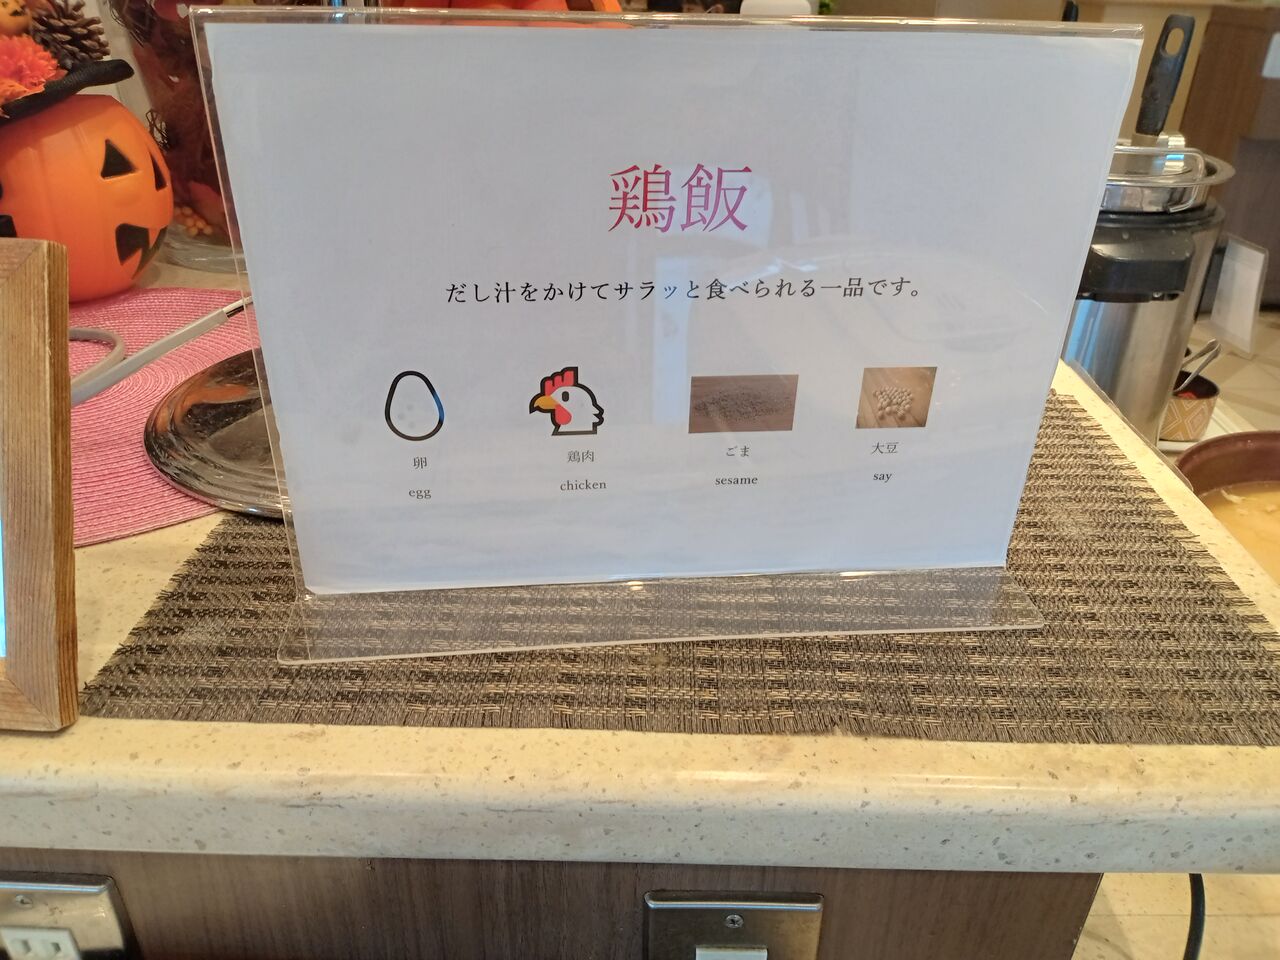 鶏飯
だし汁をかけてサラッと食べられる一品です。
卵
egg
鶏肉
chicken
ごま
sesame
大豆
say